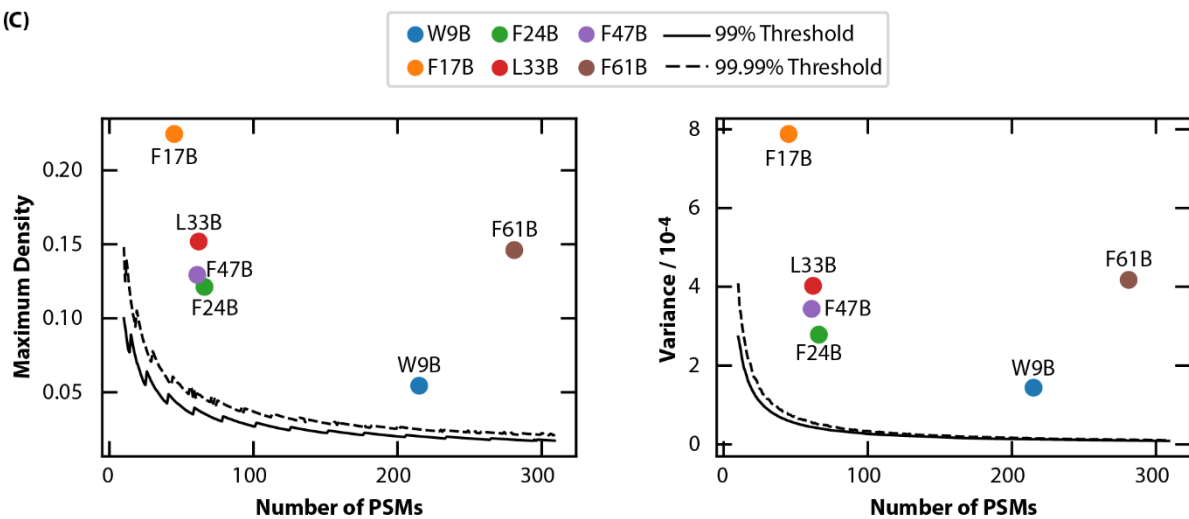 (C)
W9B F24B F47B 99% Threshold
F17B L33B F61B 99.99% Threshold
Maximum Density
0.20
0.15
0.10
0.05
F17B
L33B
F47B
F24B
F61B
W9B
0 100 200 300
Number of PSMs
Variance / 10⁻⁴
8
6
4
2
0
F17B
L33B
F47B
F24B
F61B
W9B
0 100 200 300
Number of PSMs